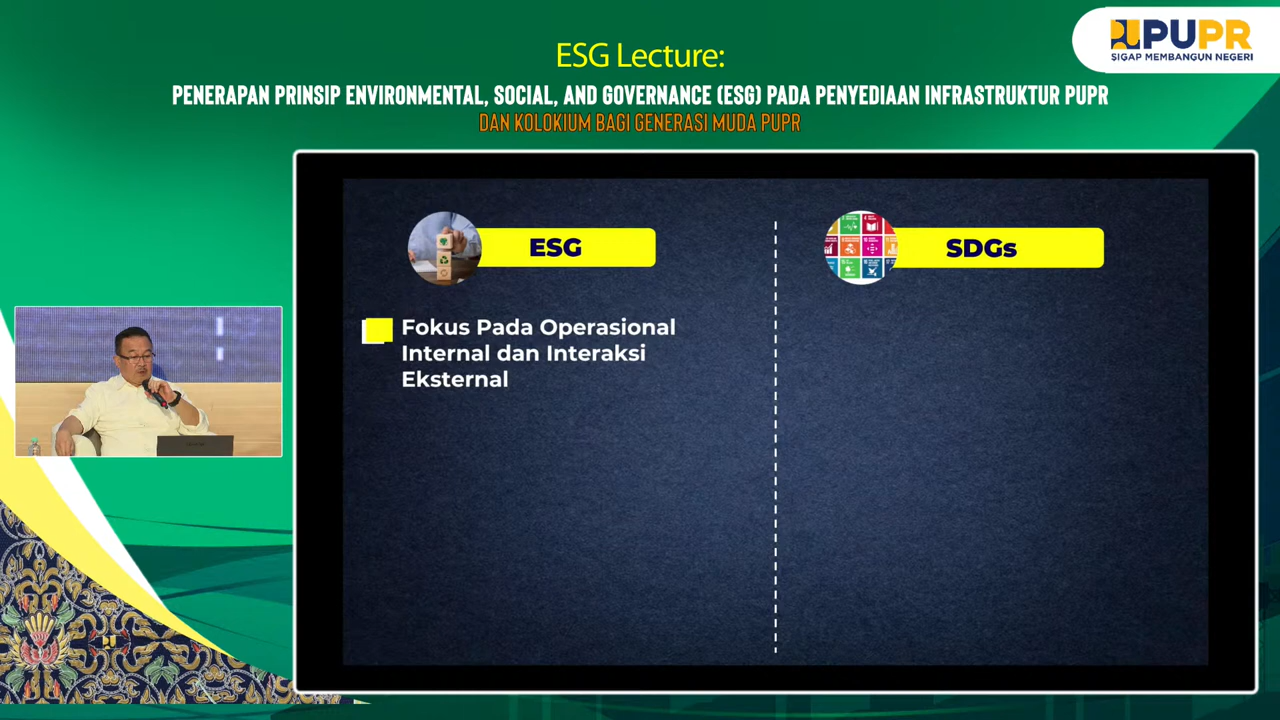 ESG Lecture:
PENERAPAN PRINSIP ENVIRONMENTAL, SOCIAL, AND GOVERNANCE (ESG) PADA PENYEDIAAN INFRASTRUKTUR PUPR
DAN KOLOKIUM BAGI GENERASI MUDA PUPR
PUPR
SIGAP MEMBANGUN NEGERI
ESG
SDGs
Fokus Pada Operasional
Internal dan Interaksi
Eksternal